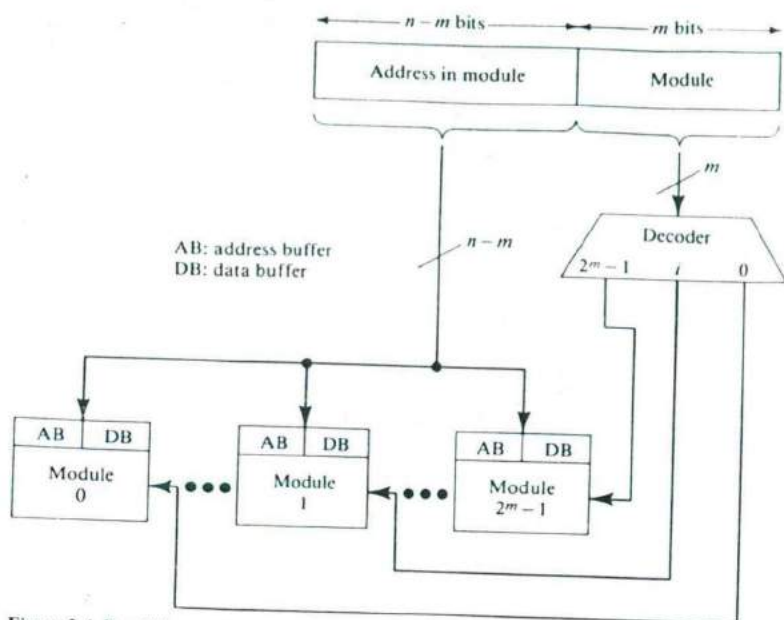 n − m bits
m bits
Address in module
Module
m
AB: address buffer
DB: data buffer
n − m
Decoder
2ᵐ − 1 i 0
AB DB
AB DB
AB DB
Module
0
Module
1
Module
2ᵐ − 1